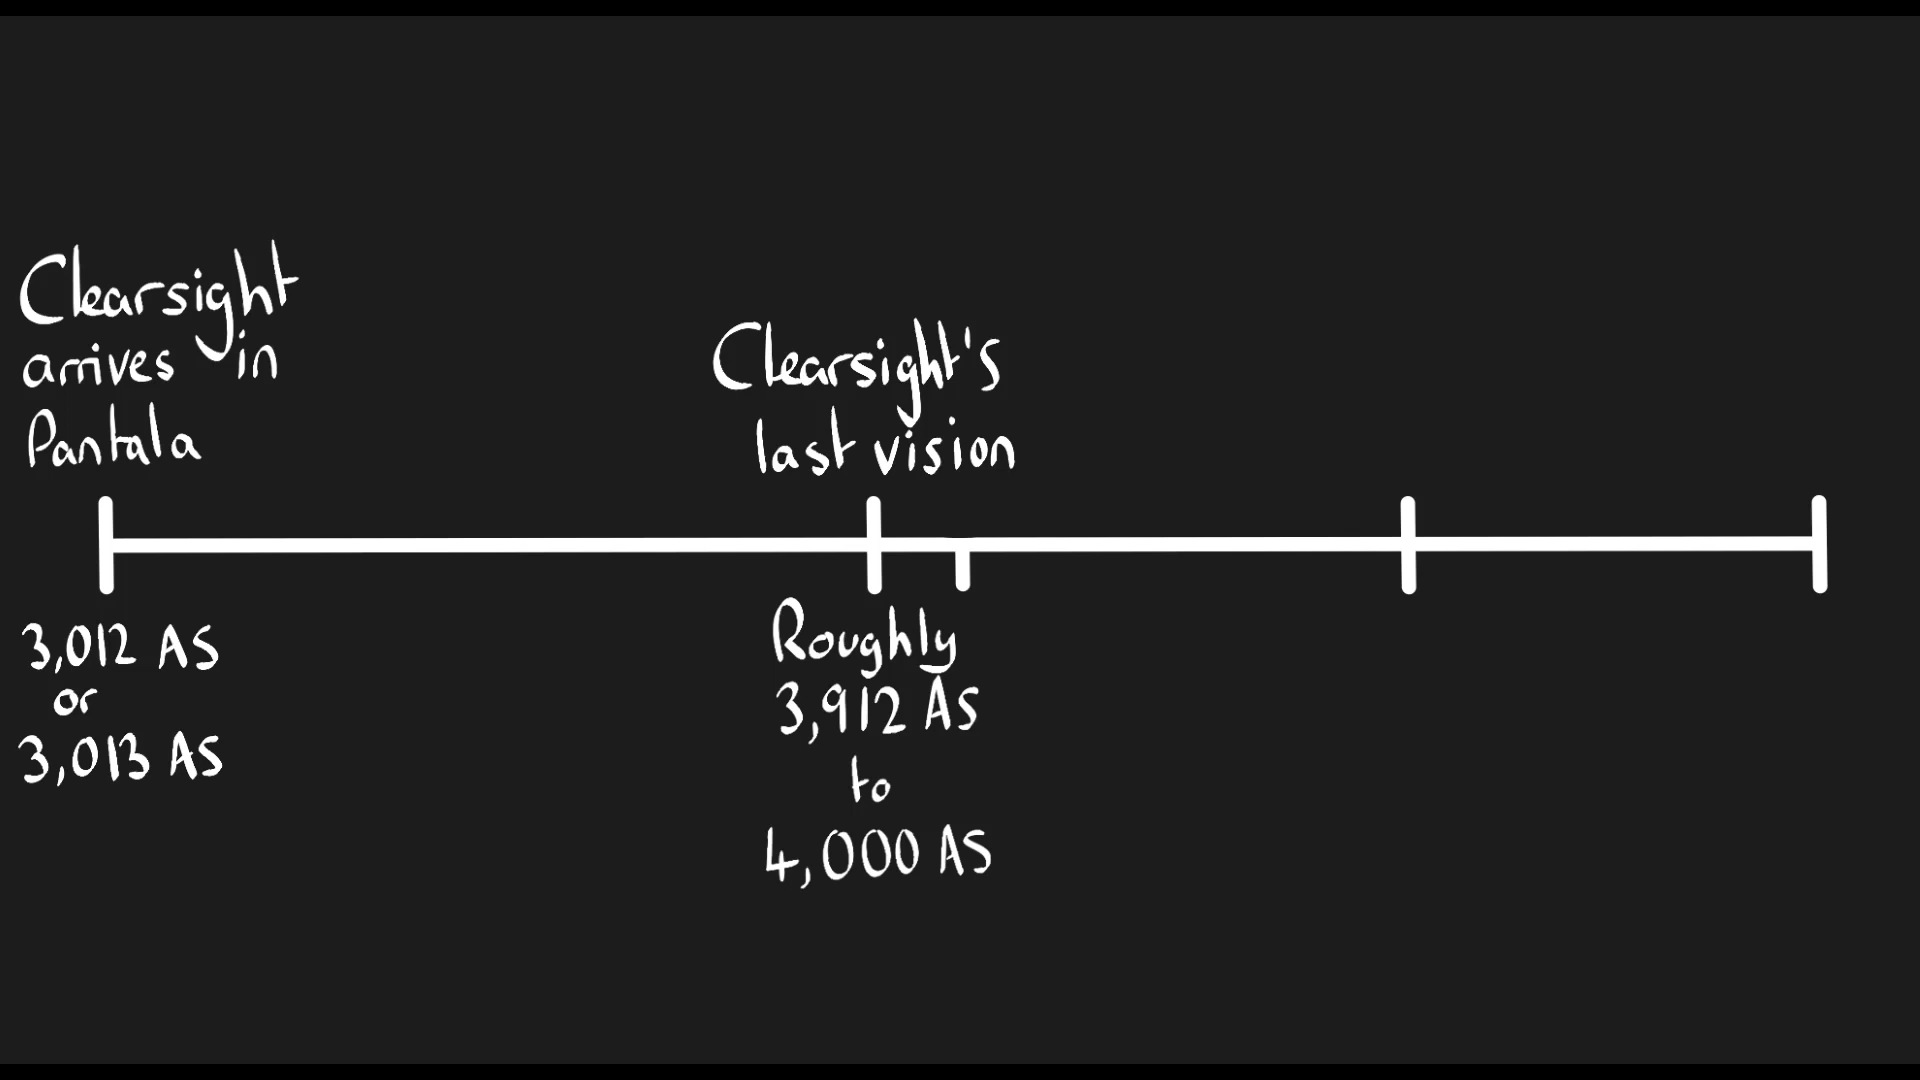 Clearsight
arrives in
Pantala
Clearsight's
last vision
3,012 AS
or
3,013 AS
Roughly
3,912 AS
to
4,000 AS